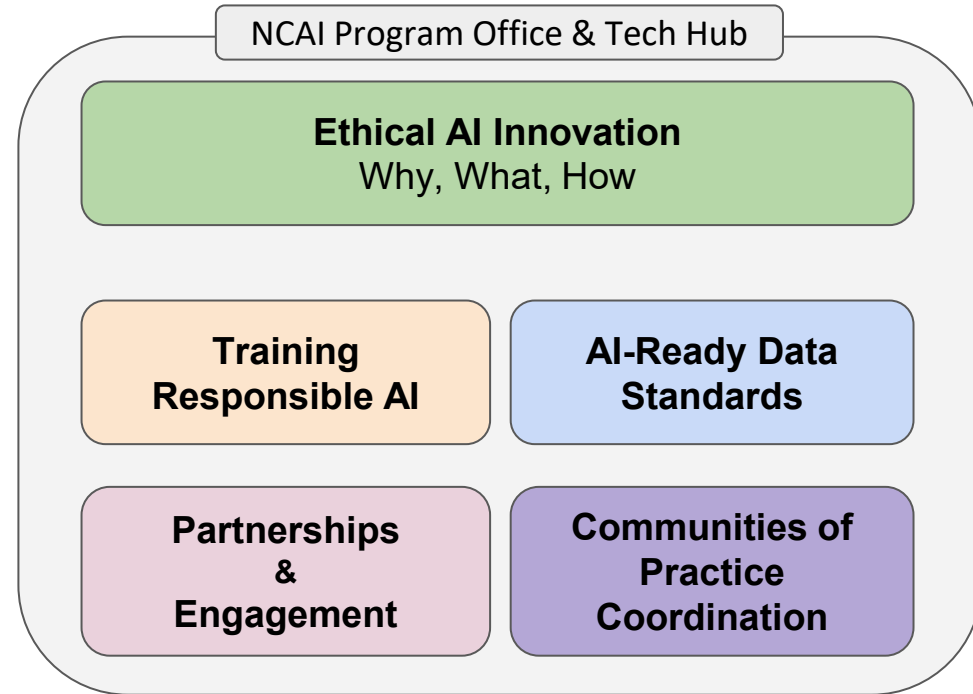 NCAI Program Office & Tech Hub
Ethical AI Innovation
Why, What, How
Training
Responsible AI
AI-Ready Data
Standards
Partnerships
&
Engagement
Communities of
Practice
Coordination